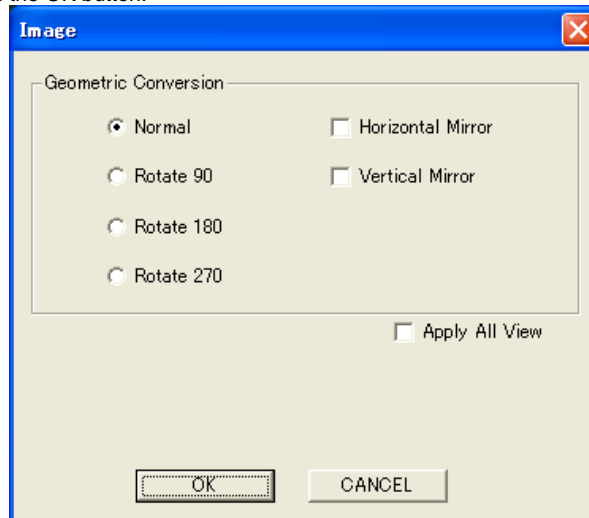 Image
Geometric Conversion
Normal
Horizontal Mirror
Rotate 90
Vertical Mirror
Rotate 180
Rotate 270
Apply All View
OK
CANCEL